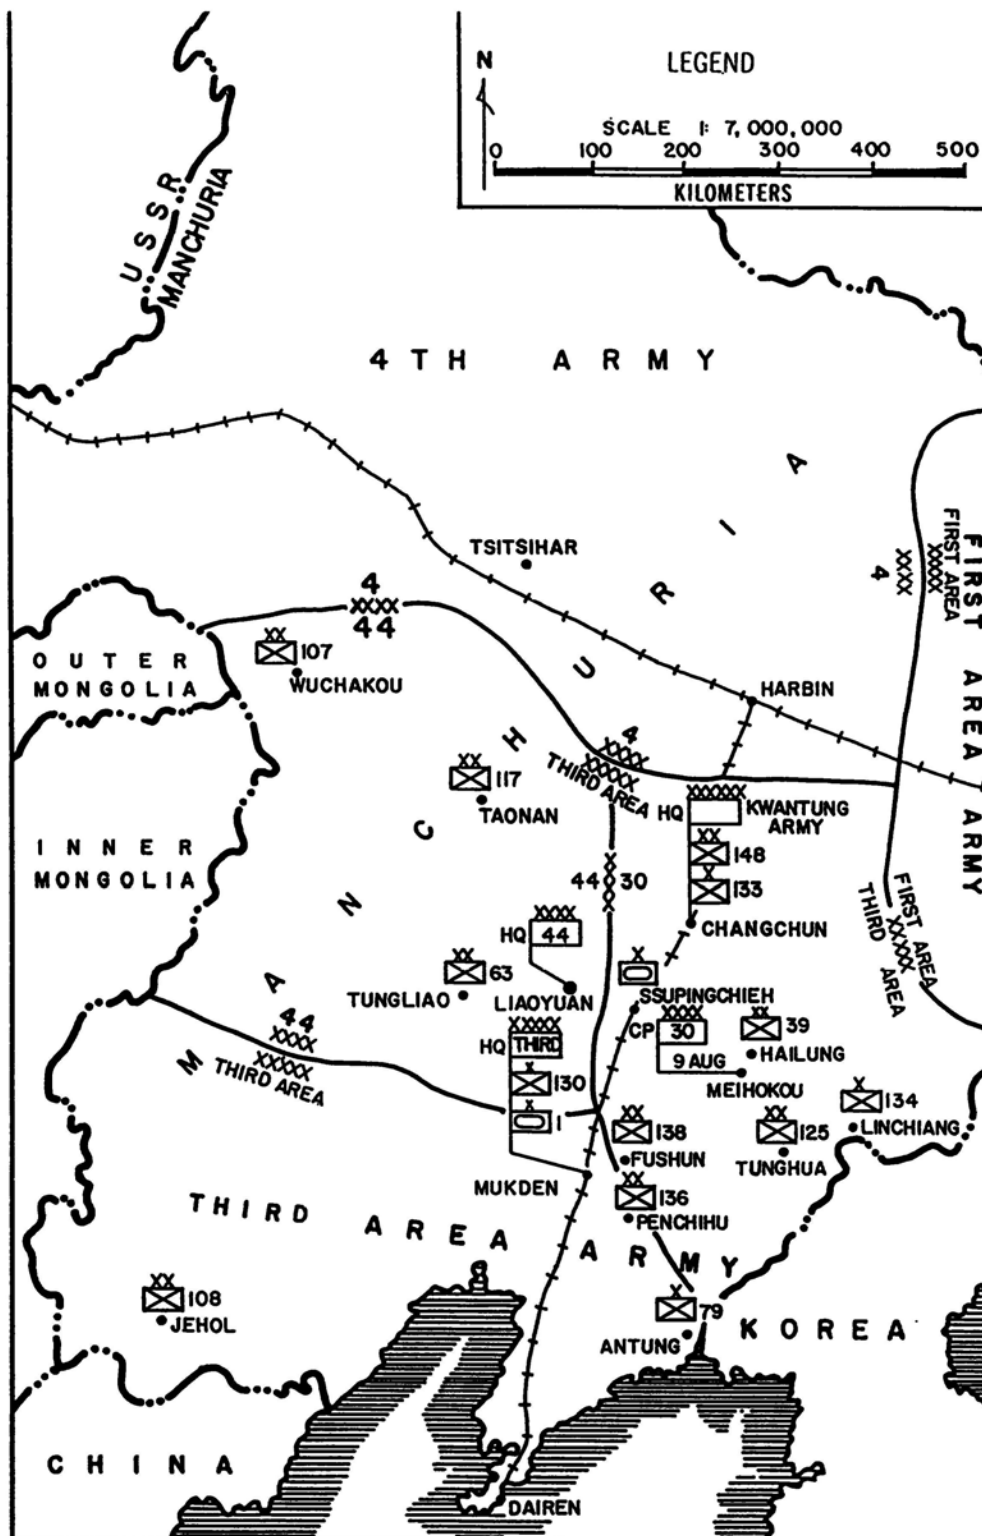 N
LEGEND
SCALE 1: 7,000,000
0 100 200 300 400 500
KILOMETERS
USSR
MANCHURIA
4TH ARMY
MANCHURIA
TSITSIHAR
4
XXXX
44
XX
107
WUCHAKOU
OUTER
MONGOLIA
FIRST AREA ARMY
4
XXXX
XXXXX
FIRST AREA
HARBIN
4
XXXX
XXXXX
THIRD AREA
XX
117
TAONAN
XXXXXX
HQ KWANTUNG
ARMY
XX
148
X
133
CHANGCHUN
INNER
MONGOLIA
44 XXXX 30
FIRST AREA
XXXXX
THIRD AREA
XXXX
HQ 44
LIAOYUAN
XX
63
TUNGLIAO
X
SSUPINGCHIEH
XXXX
CP 30
9 AUG
MEIHOKOU
XX
39
HAILUNG
44
XXXX
XXXXX
THIRD AREA
XXXXX
HQ THIRD
X
130
X
1
MUKDEN
XX
138
FUSHUN
XX
125
TUNGHUA
X
134
LINCHIANG
XX
136
PENCHIHU
THIRD AREA ARMY
XX
108
JEHOL
X
79
ANTUNG
KOREA
CHINA
DAIREN